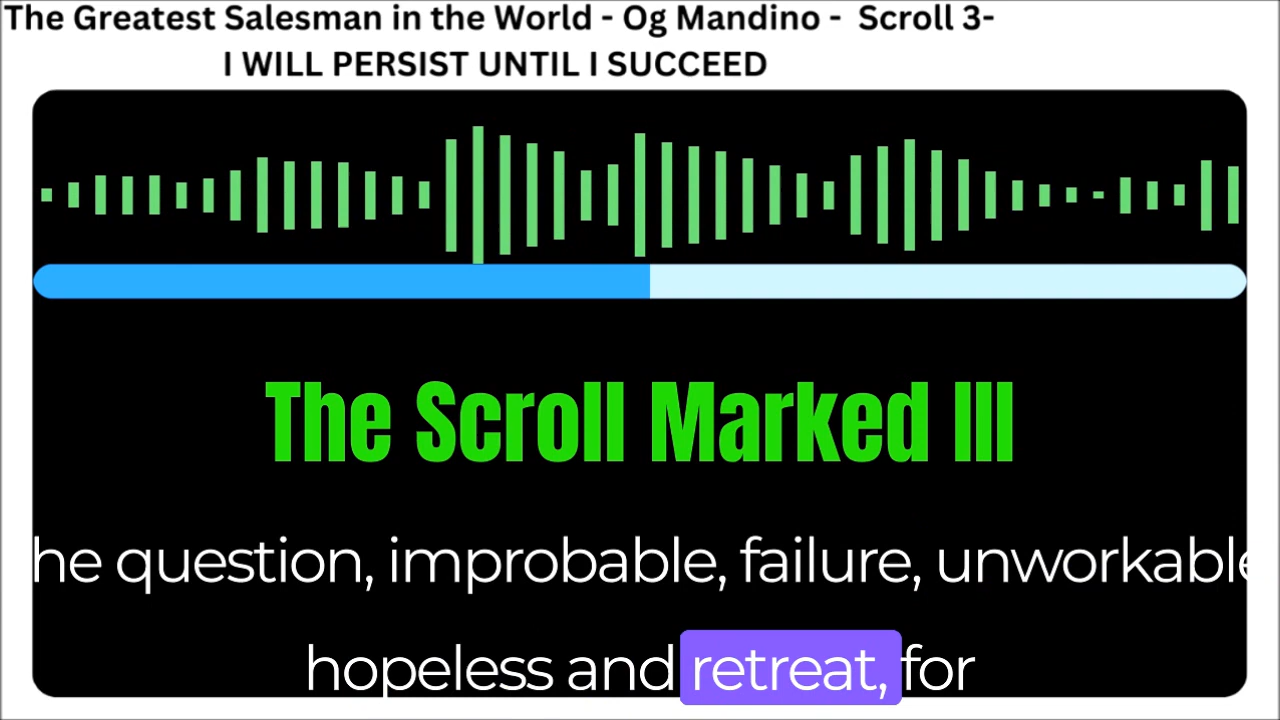 The Greatest Salesman in the World - Og Mandino - Scroll 3-
I WILL PERSIST UNTIL I SUCCEED
The Scroll Marked III
he question, improbable, failure, unworkable
hopeless and retreat, for